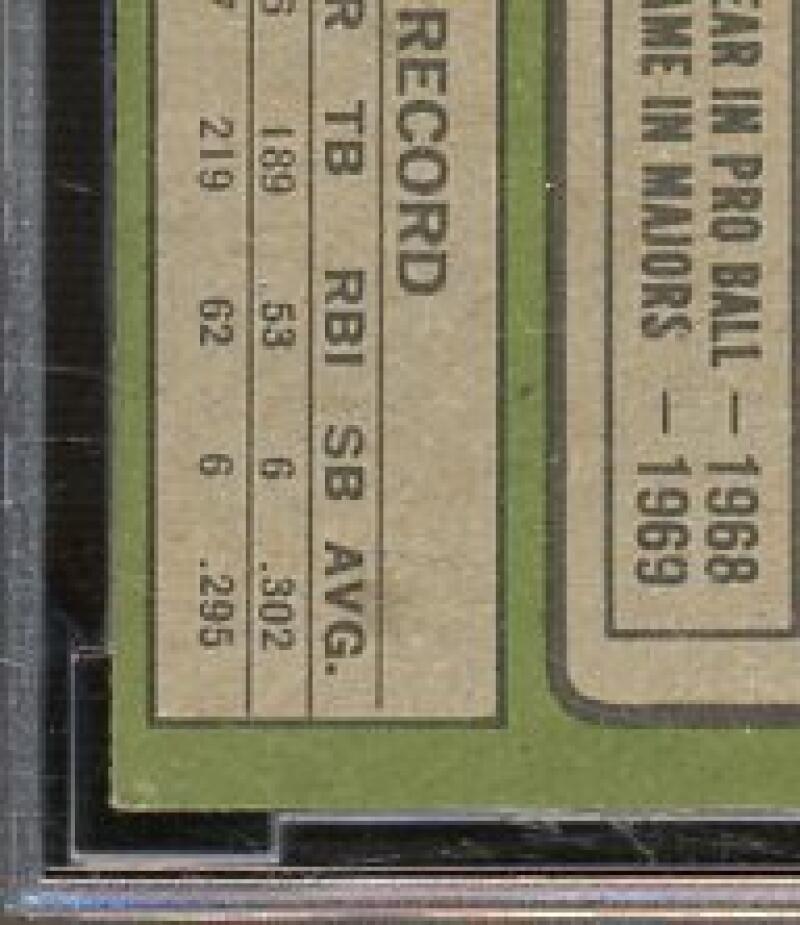 EAR IN PRO BALL — 1968
AME IN MAJORS — 1969
RECORD
R TB RBI SB AVG.
189 53 6 .302
219 62 6 .295